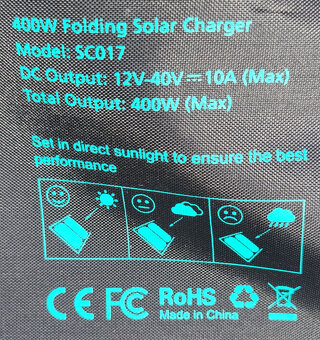 400W Folding Solar Charger
Model: SC017
DC Output: 12V-40V⎓10A (Max)
Total Output: 400W (Max)
Set in direct sunlight to ensure the best
performance
CE FC RoHS
Made in China